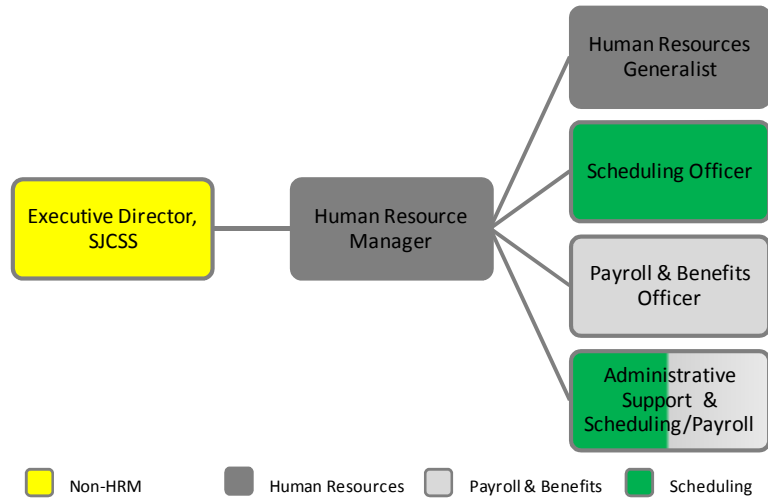 Human Resources
Generalist
Scheduling Officer
Executive Director,
SJCSS
Human Resource
Manager
Payroll & Benefits
Officer
Administrative
Support & 
Scheduling/Payroll
Non-HRM
Human Resources
Payroll & Benefits
Scheduling